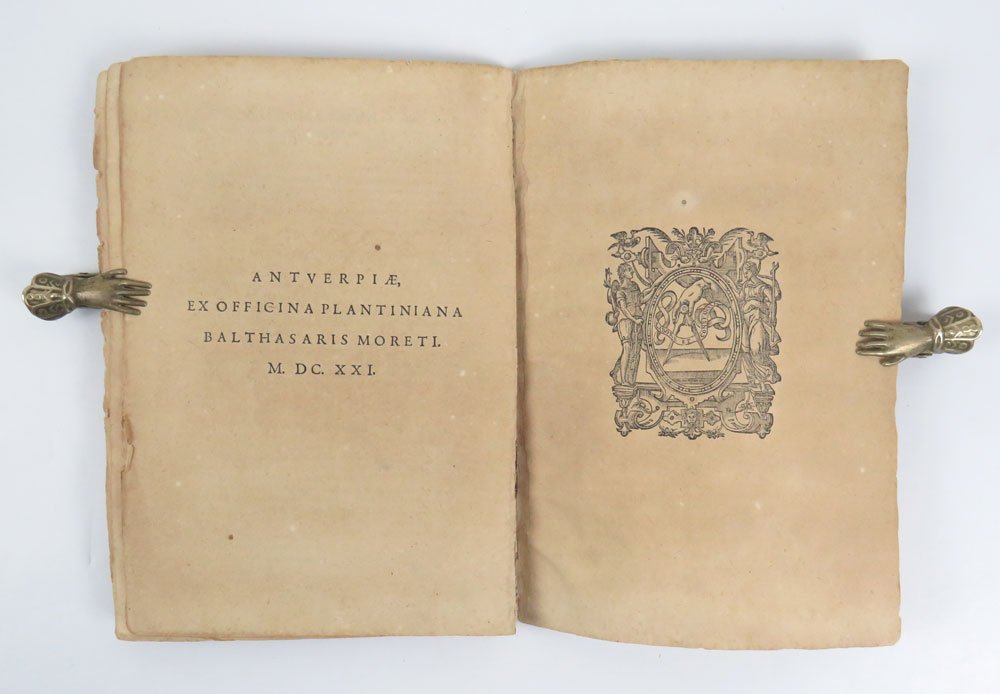 ANTVERPIÆ,
EX OFFICINA PLANTINIANA
BALTHASARIS MORETI.
M. DC. XXI.